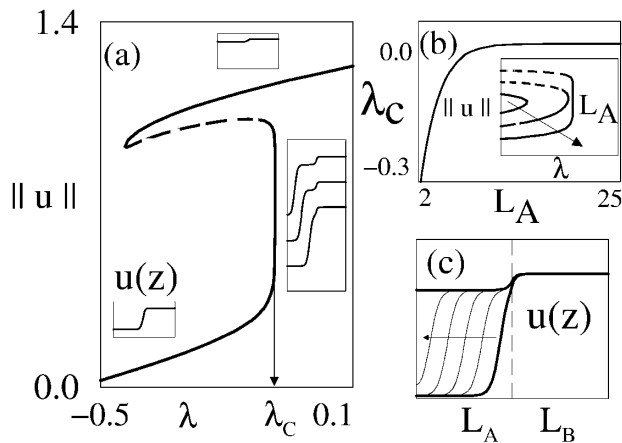 1.4
(a)
|| u ||
u(z)
0.0
−0.5
λ
λC
0.1
(b)
0.0
λC
−0.3
|| u ||
LA
λ
2
LA
25
(c)
u(z)
LA
LB